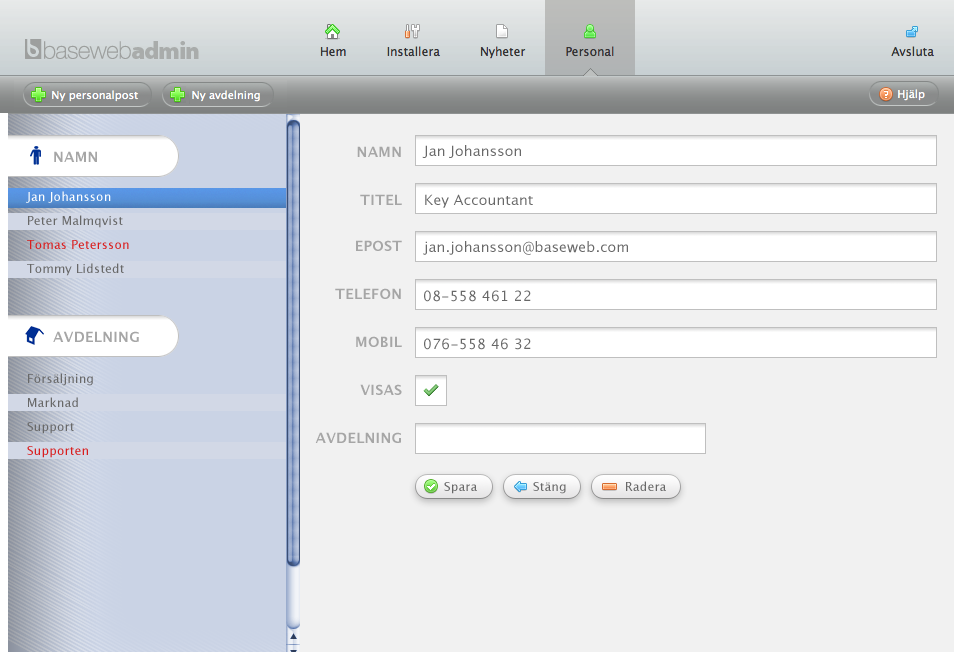 basewebadmin
Hem
Installera
Nyheter
Personal
Avsluta
Ny personalpost
Ny avdelning
Hjälp
NAMN
Jan Johansson
Peter Malmqvist
Tomas Petersson
Tommy Lidstedt
AVDELNING
Försäljning
Marknad
Support
Supporten
NAMN Jan Johansson
TITEL Key Accountant
EPOST jan.johansson@baseweb.com
TELEFON 08-558 461 22
MOBIL 076-558 46 32
VISAS
AVDELNING
Spara
Stäng
Radera